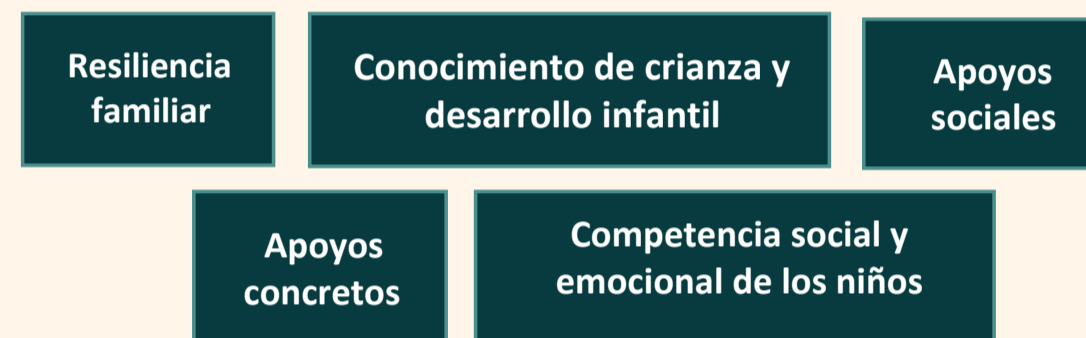 Resiliencia
familiar
Conocimiento de crianza y
desarrollo infantil
Apoyos
sociales
Apoyos
concretos
Competencia social y
emocional de los niños